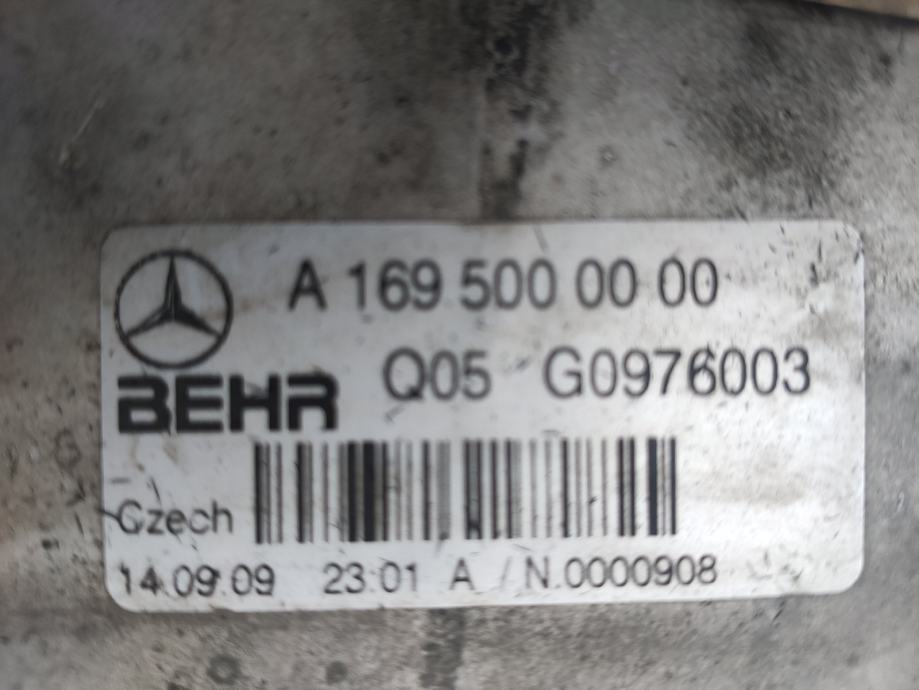 A 169 500 00 00
BEHR Q05 G0976003
Czech
14.09.09 23:01 A / N.0000908